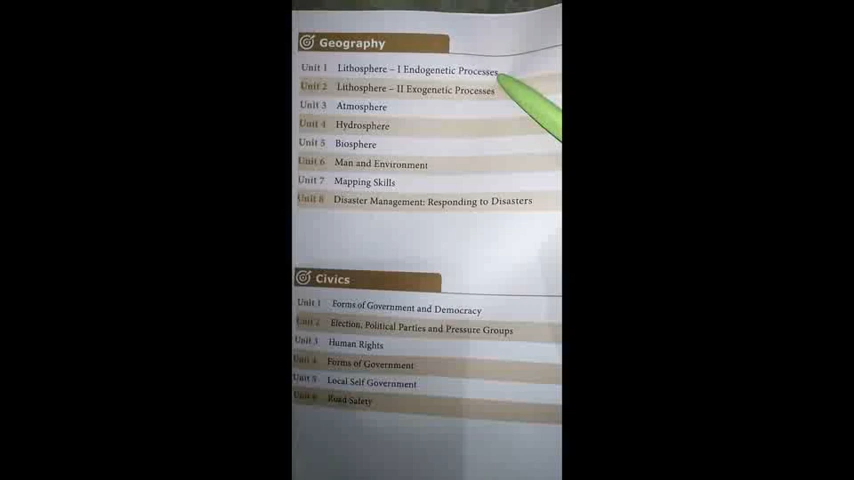 Geography
Unit 1 Lithosphere – I Endogenetic Processes
Unit 2 Lithosphere – II Exogenetic Processes
Unit 3 Atmosphere
Unit 4 Hydrosphere
Unit 5 Biosphere
Unit 6 Man and Environment
Unit 7 Mapping Skills
Unit 8 Disaster Management: Responding to Disasters
Civics
Unit 1 Forms of Government and Democracy
Unit 2 Election, Political Parties and Pressure Groups
Unit 3 Human Rights
Unit 4 Forms of Government
Unit 5 Local Self Government
Unit 6 Road Safety